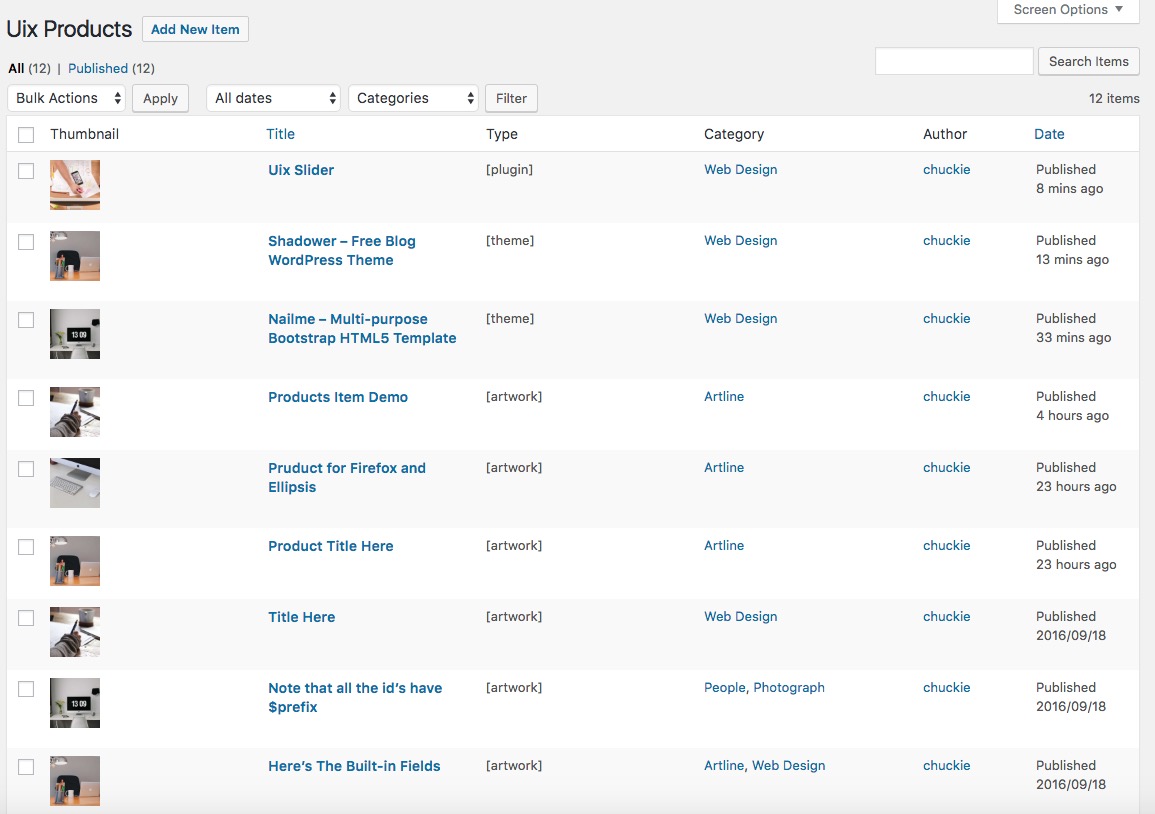 Uix Products Add New Item Screen Options
All (12) | Published (12) Search Items
Bulk Actions Apply All dates Categories Filter 12 items
Thumbnail Title Type Category Author Date
Uix Slider [plugin] Web Design chuckie Published
8 mins ago
Shadower – Free Blog [theme] Web Design chuckie Published
WordPress Theme 13 mins ago
13 09 Nailme – Multi-purpose [theme] Web Design chuckie Published
Bootstrap HTML5 Template 33 mins ago
Products Item Demo [artwork] Artline chuckie Published
4 hours ago
Pruduct for Firefox and [artwork] Artline chuckie Published
Ellipsis 23 hours ago
Product Title Here [artwork] Artline chuckie Published
23 hours ago
Title Here [artwork] Web Design chuckie Published
2016/09/18
13 09 Note that all the id’s have [artwork] People, Photograph chuckie Published
$prefix 2016/09/18
Here’s The Built-in Fields [artwork] Artline, Web Design chuckie Published
2016/09/18